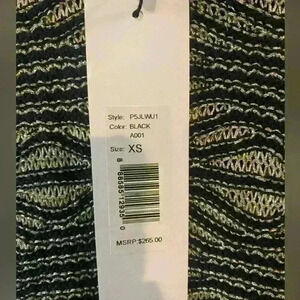 Style: P5JLWU1
Color: BLACK
A001
Size: XS
MSRP:$265.00